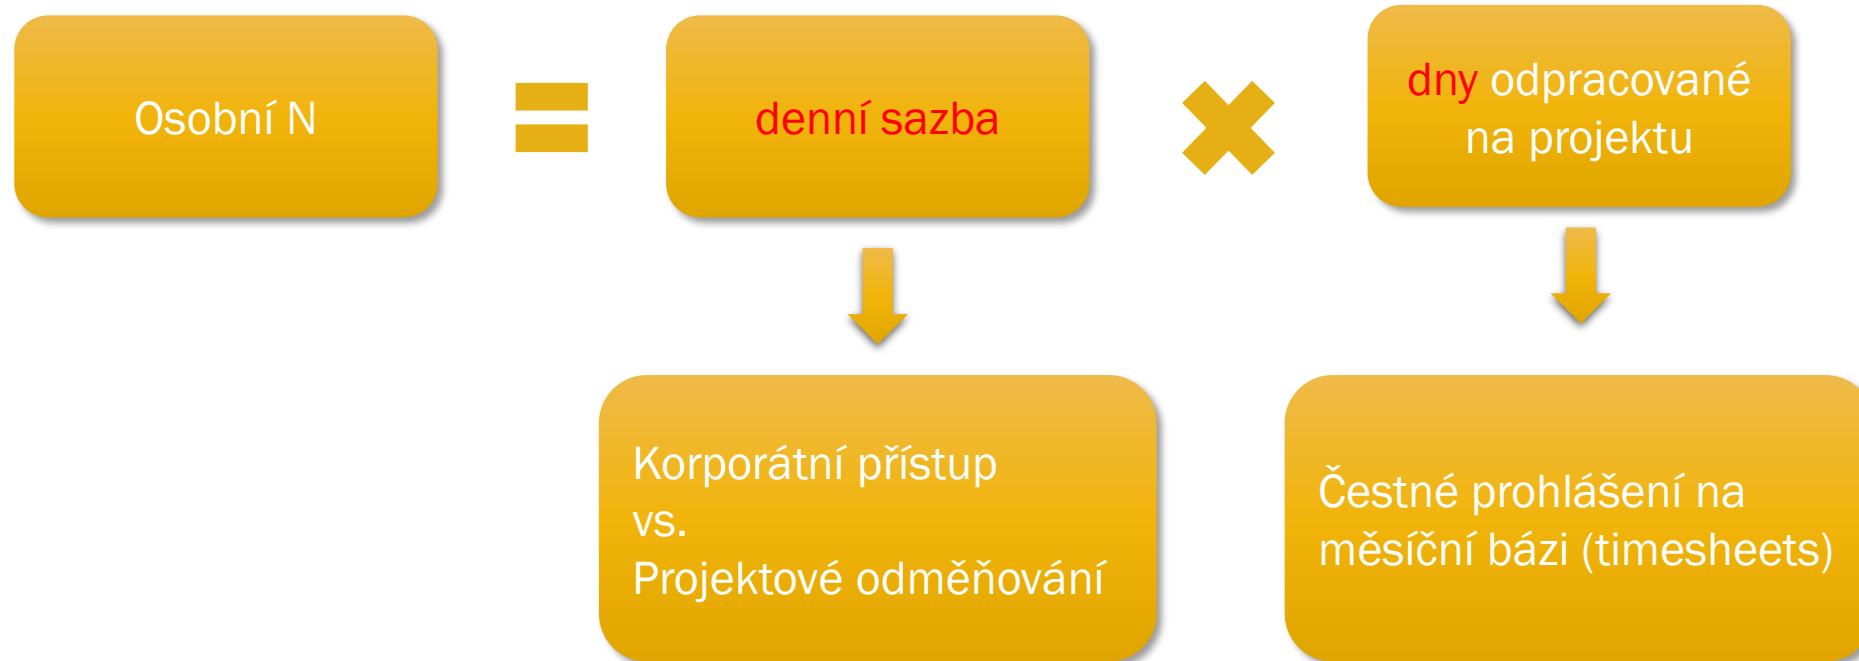 Osobní N
denní sazba
dny odpracované
na projektu
Korporátní přístup
vs.
Projektové odměňování
Čestné prohlášení na
měsíční bázi (timesheets)